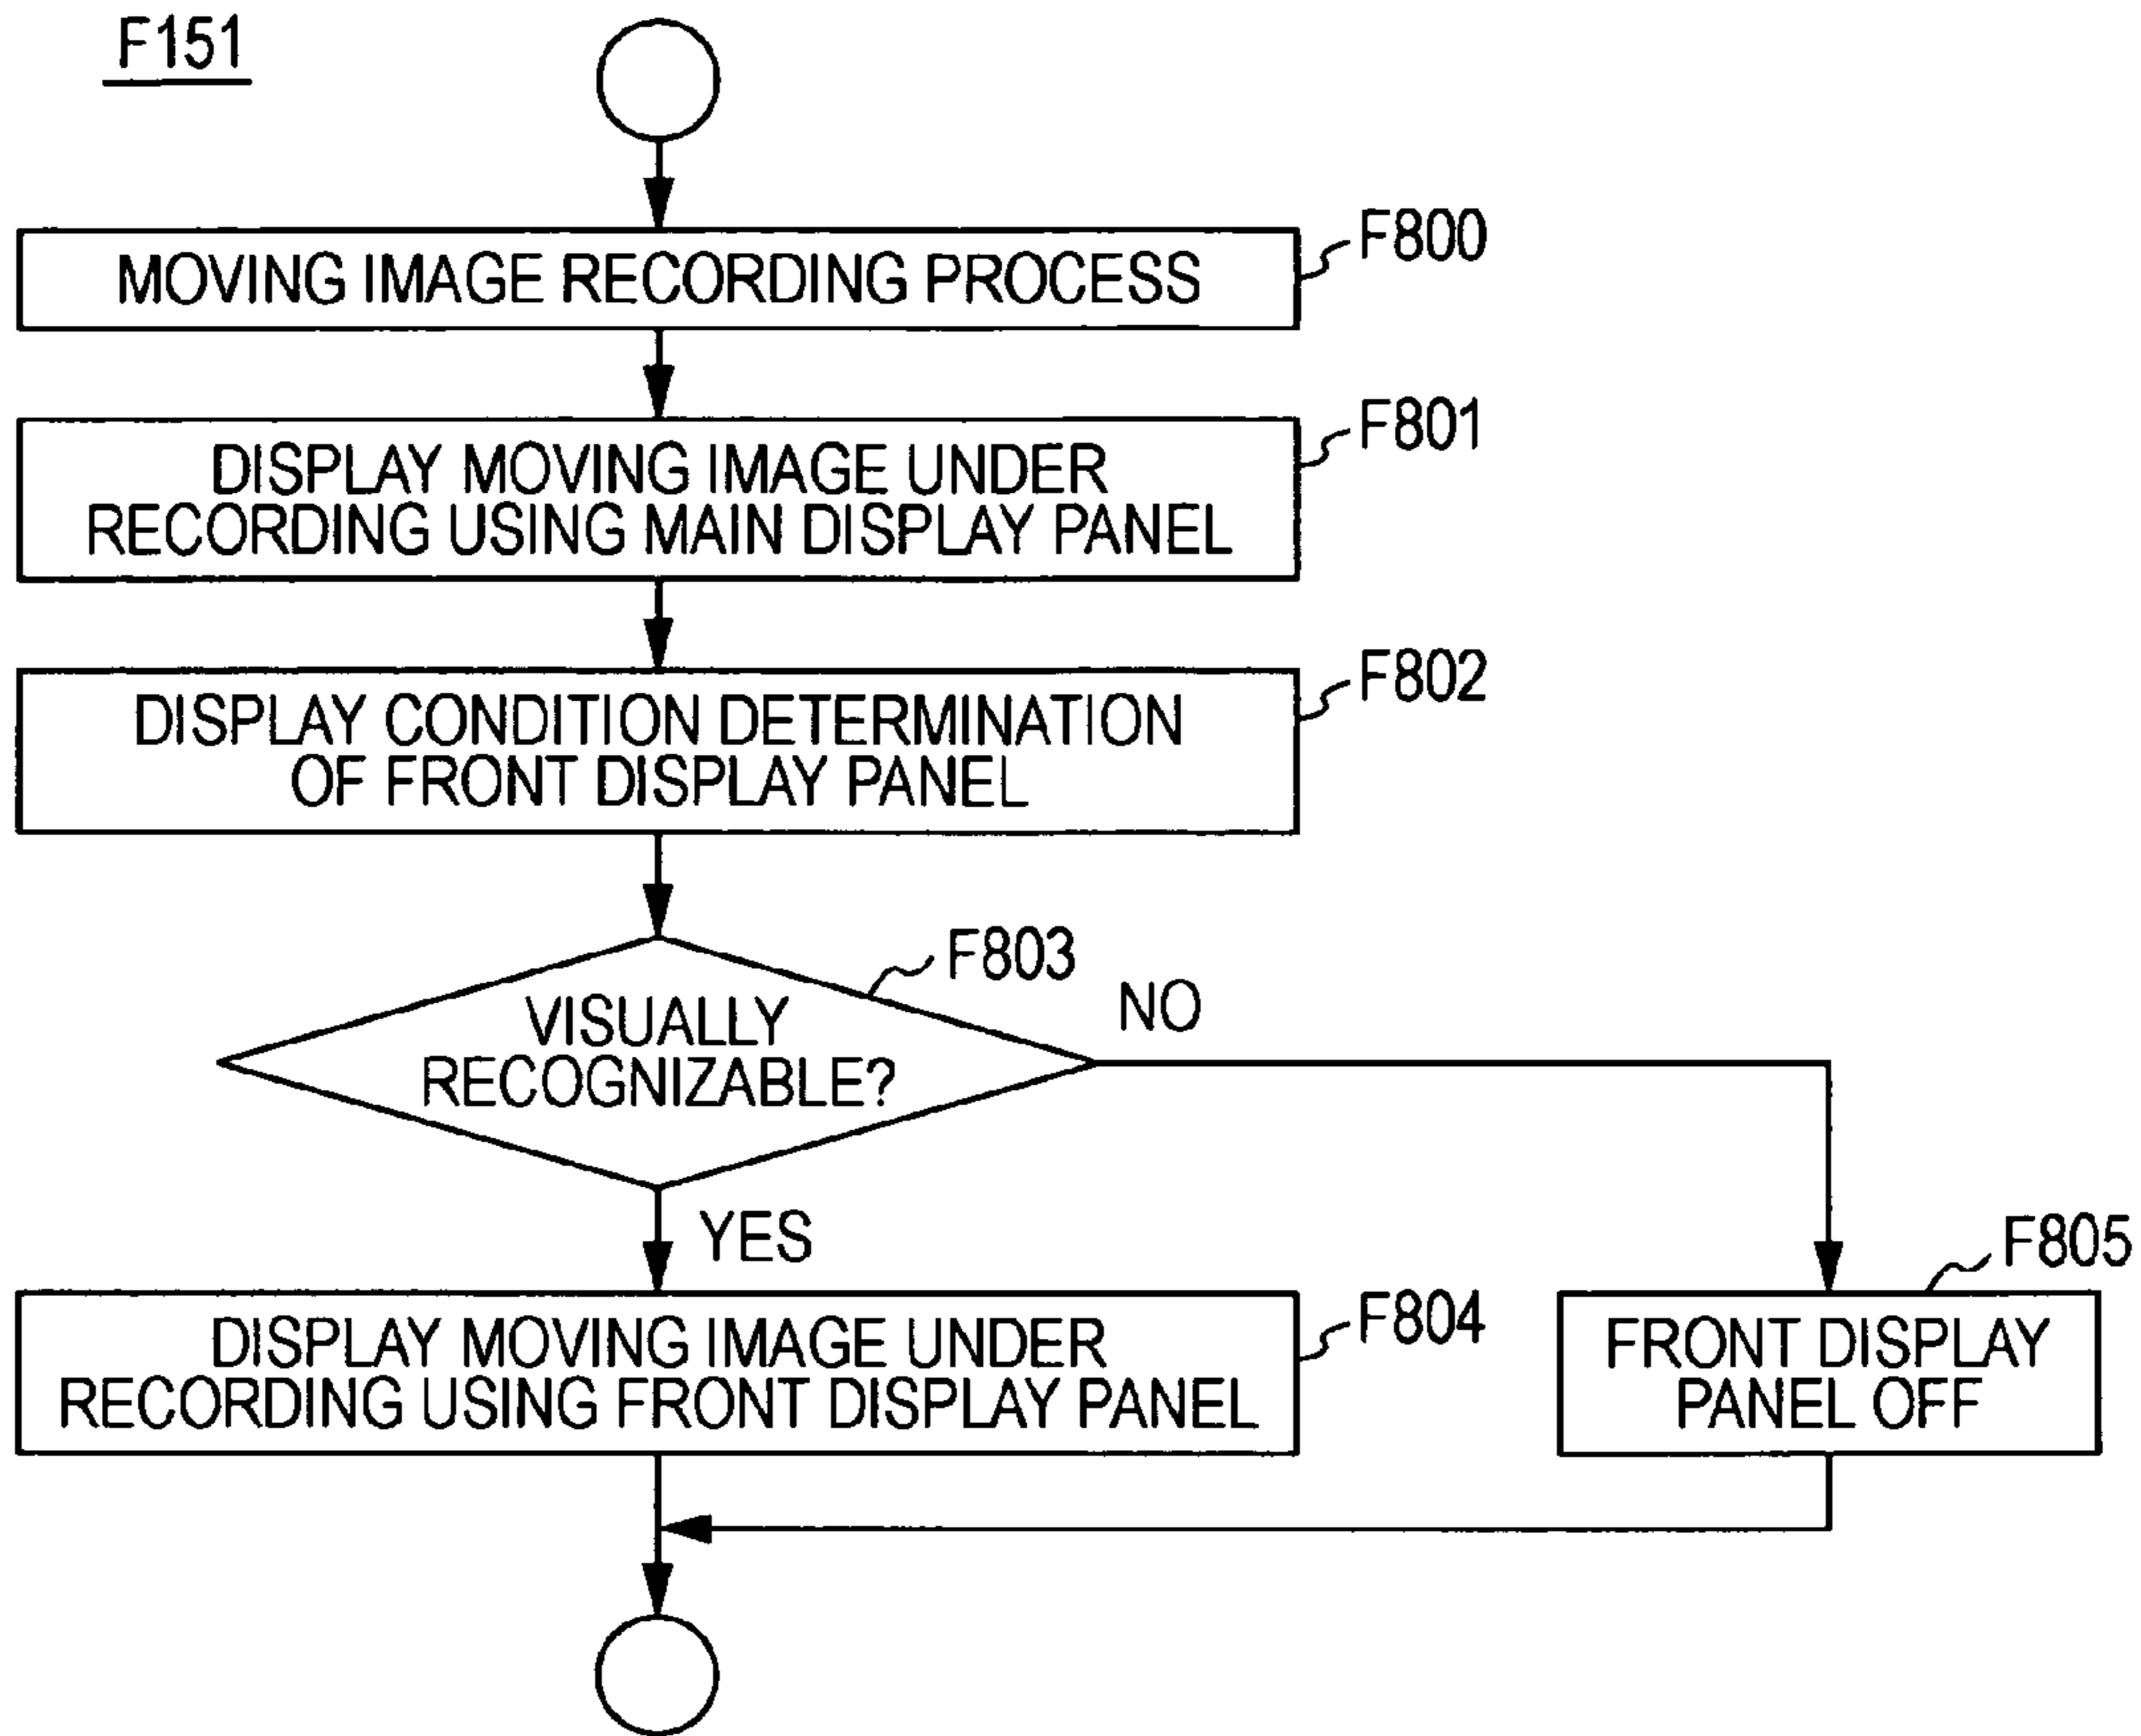 F151
F800
MOVING IMAGE RECORDING PROCESS
F801
DISPLAY MOVING IMAGE UNDER
RECORDING USING MAIN DISPLAY PANEL
F802
DISPLAY CONDITION DETERMINATION
OF FRONT DISPLAY PANEL
F803
VISUALLY
RECOGNIZABLE?
NO
YES
F804
DISPLAY MOVING IMAGE UNDER
RECORDING USING FRONT DISPLAY PANEL
F805
FRONT DISPLAY
PANEL OFF